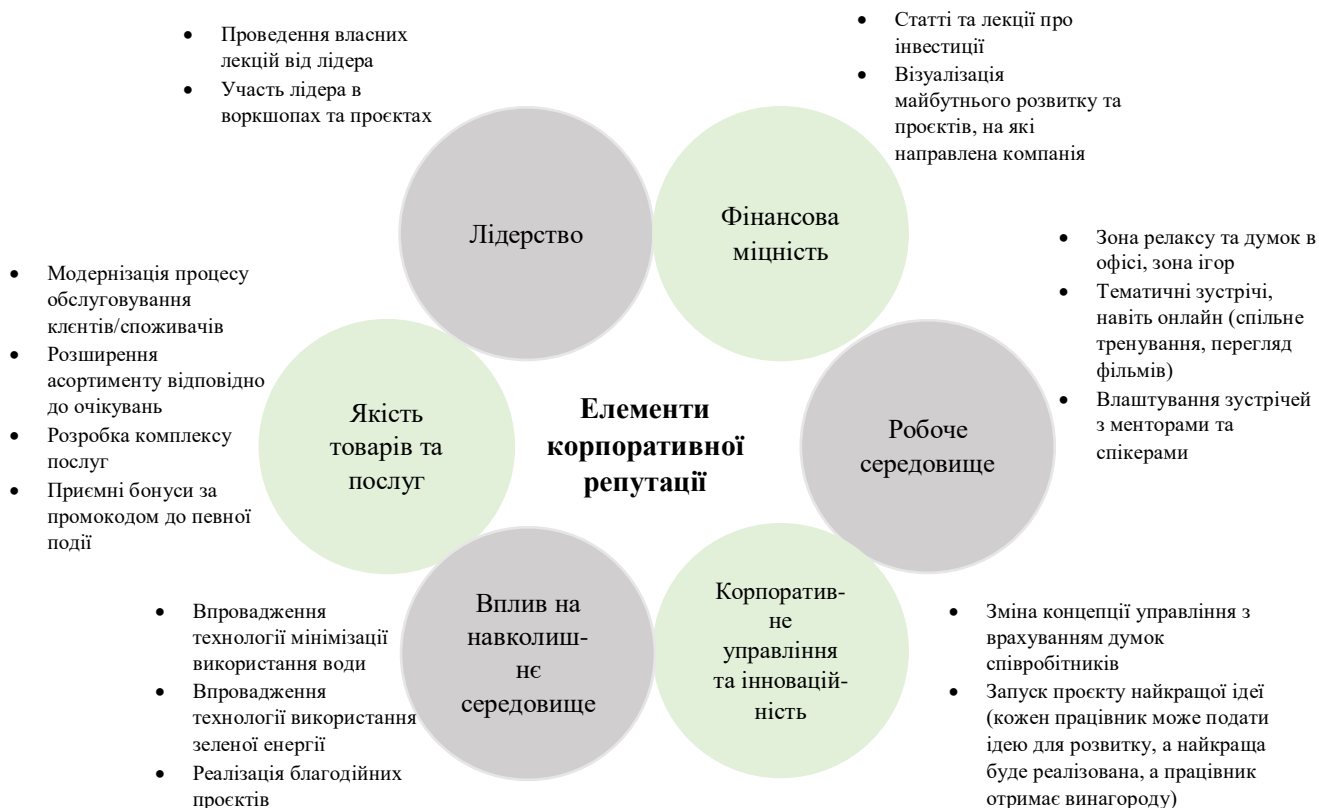 • Проведення власних
лекцій від лідера
• Участь лідера в
воркшопах та проєктах
• Статті та лекції про
інвестиції
• Візуалізація
майбутнього розвитку та
проєктів, на які
направлена компанія
Лідерство
Фінансова
міцність
• Зона релаксу та думок в
офісі, зона ігор
• Тематичні зустрічі,
навіть онлайн (спільне
тренування, перегляд
фільмів)
• Влаштування зустрічей
з менторами та
спікерами
• Модернізація процесу
обслуговування
клєнтів/споживачів
• Розширення
асортименту відповідно
до очікувань
• Розробка комплексу
послуг
• Приємні бонуси за
промокодом до певної
події
Якість
товарів та
послуг
Елементи
корпоративної
репутації
Робоче
середовище
Вплив на
навколиш-
нє
середовище
Корпоратив-
не
управління
та інновацій-
ність
• Впровадження
технології мінімізації
використання води
• Впровадження
технології використання
зеленої енергії
• Реалізація благодійних
проєктів
• Зміна концепції управління з
врахуванням думок
співробітників
• Запуск проєкту найкращої ідеї
(кожен працівник може подати
ідею для розвитку, а найкраща
буде реалізована, а працівник
отримає винагороду)